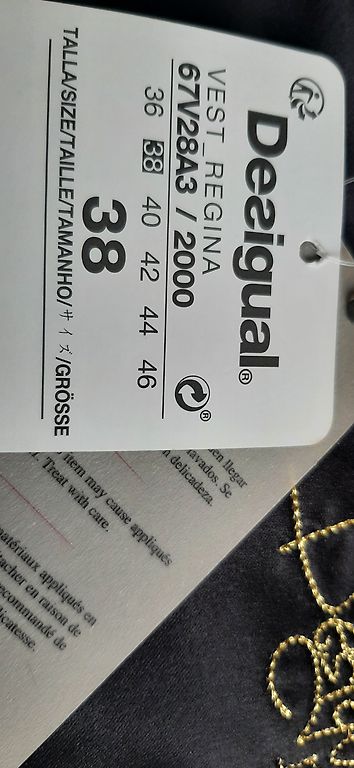 Desigual®
VEST_REGINA
67V28A3 / 2000
®
36 38 40 42 44 46
38
TALLA/SIZE/TAILLE/TAMANHO/サイズ/GRÖSSE
en llegar
lavados. Se
delicadeza.
item may cause appliqués
Treat with care.
matériaux appliqués en
tacher en raison de
recommandé de
licatesse.